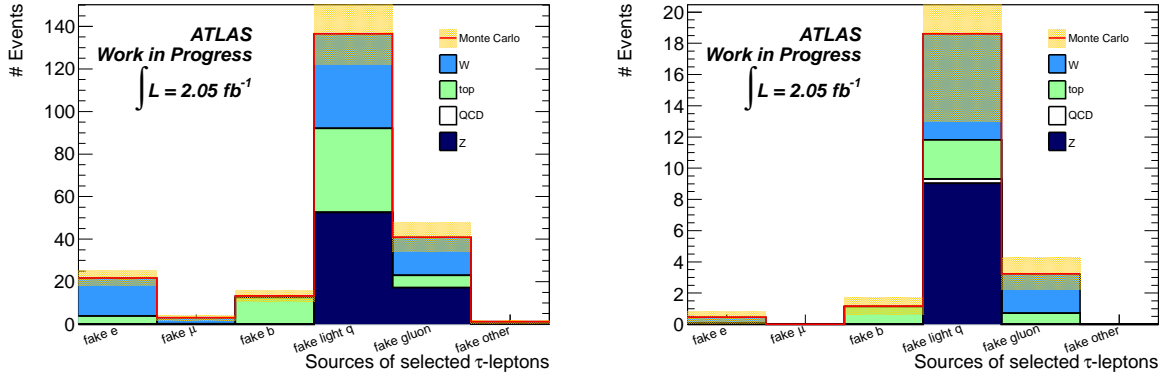 # Events
150
100
50
0
140
120
80
60
40
20
ATLAS
Work in Progress
∫ L = 2.05 fb⁻¹
Monte Carlo
W
top
QCD
Z
fake e
fake μ
fake b
fake light q
fake gluon
fake other
Sources of selected τ-leptons
# Events
20
18
16
14
12
10
8
6
4
2
0
ATLAS
Work in Progress
∫ L = 2.05 fb⁻¹
Monte Carlo
W
top
QCD
Z
fake e
fake μ
fake b
fake light q
fake gluon
fake other
Sources of selected τ-leptons